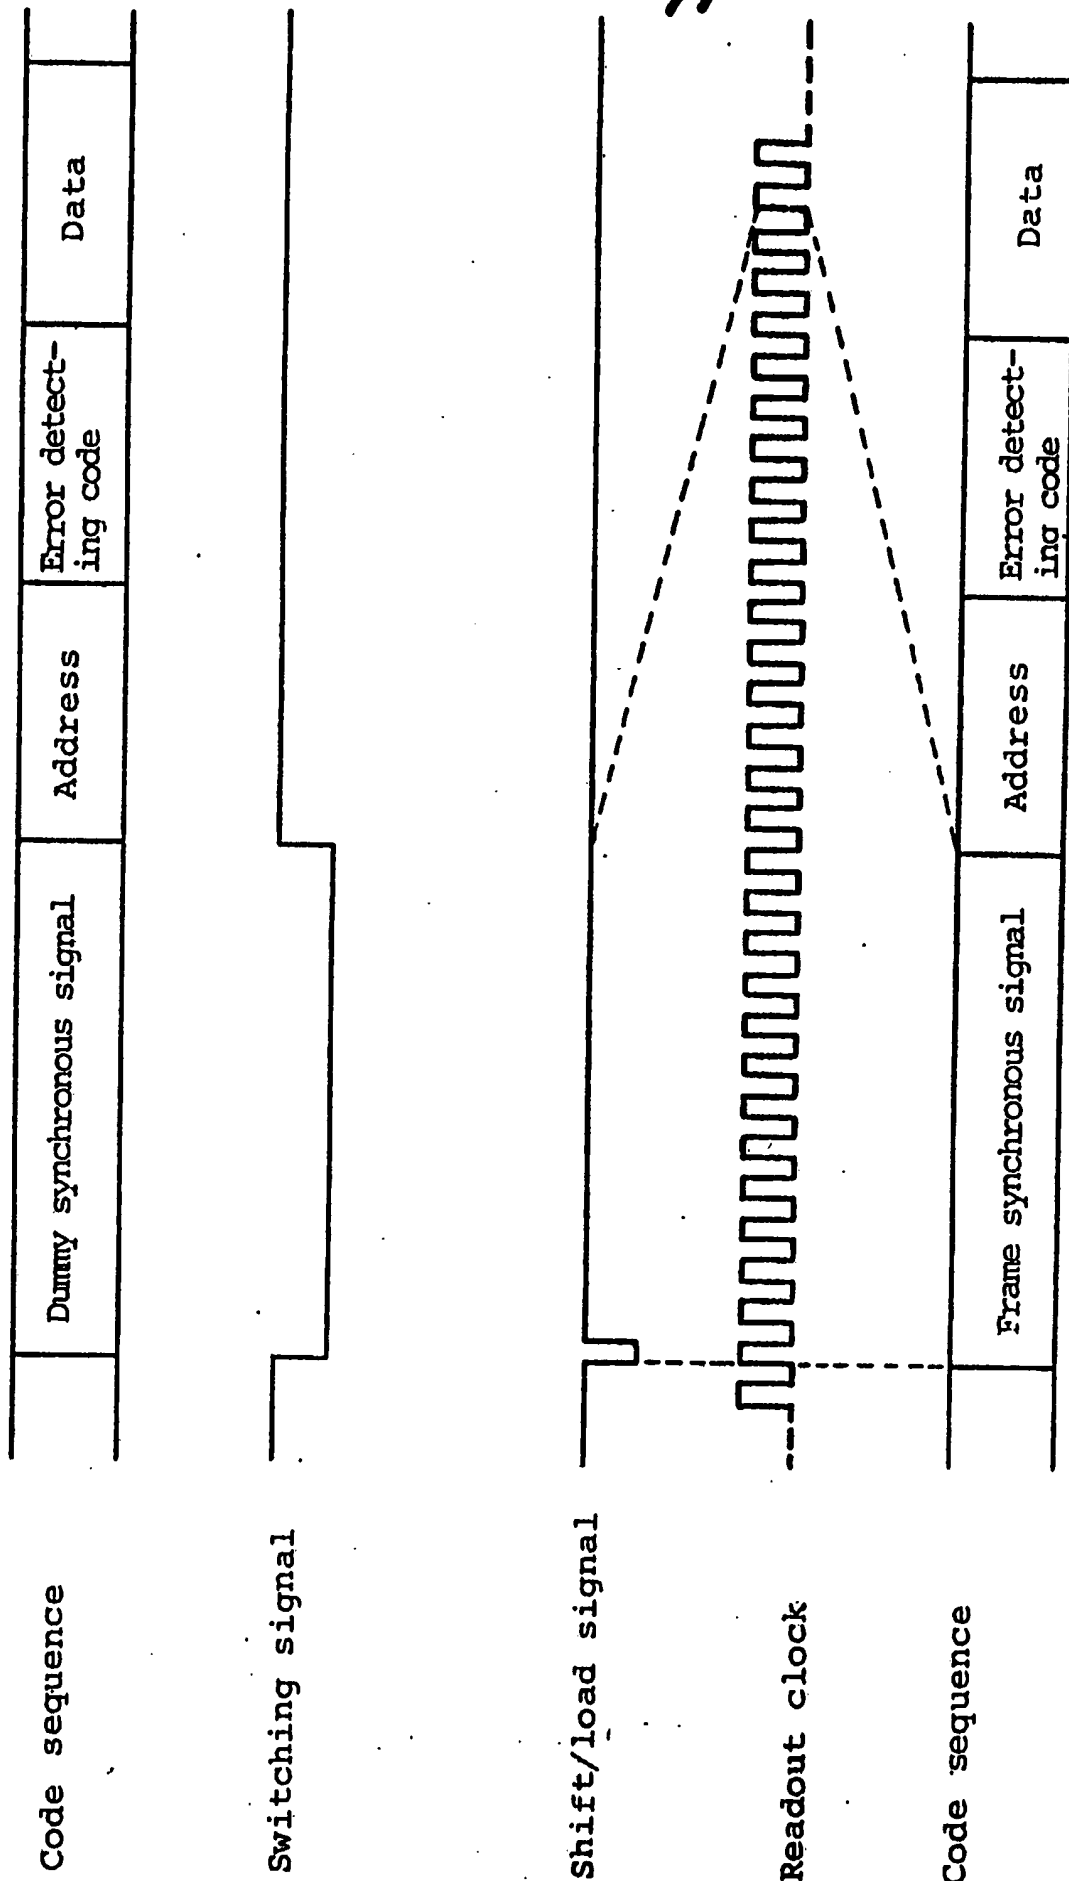 Code sequence
Dummy synchronous signal
Address
Error detect-
ing code
Data
Switching signal
Shift/load signal
Readout clock
Code sequence
Frame synchronous signal
Address
Error detect-
ing code
Data